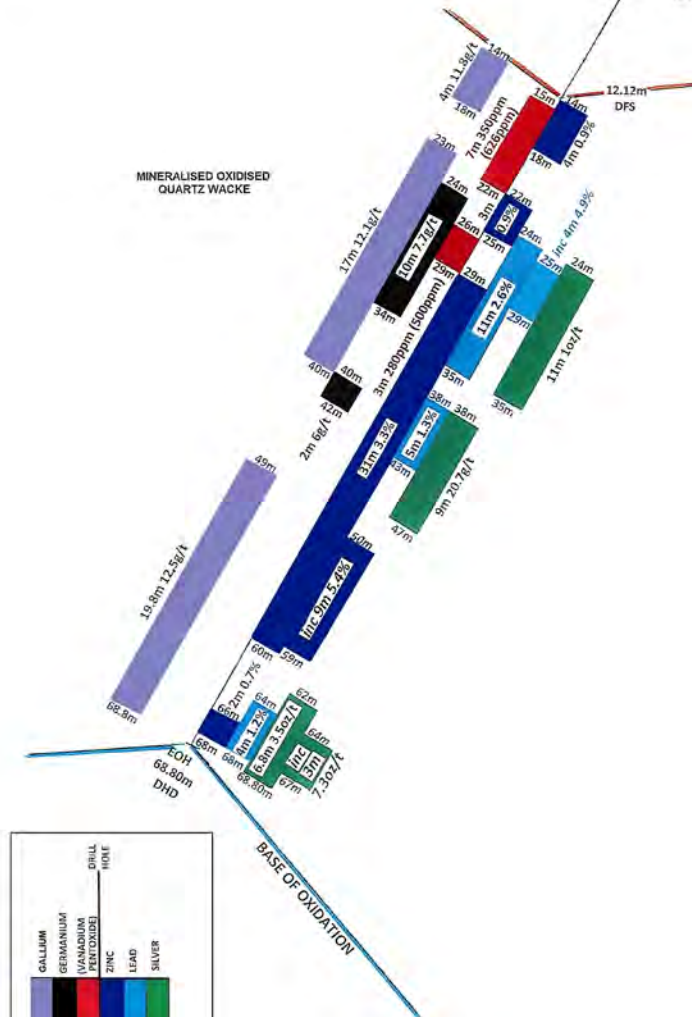 14m
4m 11.8g/t
18m
12.12m
DFS
15m
14m
7m 350ppm
(626ppm)
18m
4m 0.9%
22m
22m
3m
0.9%
25m
23m
MINERALISED OXIDISED
QUARTZ WACKE
17m 12.1g/t
40m
24m
10m 7.7g/t
34m
26m
29m
3m 280ppm (500ppm)
24m
inc 4m 4.9%
25m
29m
11m 2.6%
35m
24m
11m 1oz/t
35m
40m
42m
2m 6g/t
29m
31m 3.3%
60m
38m
38m
5m 1.3%
43m
9m 20.7g/t
47m
50m
inc 9m 5.4%
59m
49m
19.8m 12.5g/t
68.8m
2m 0.7%
66m
68m
64m
4m 1.2%
68m
62m
6.8m 3.5oz/t
68.80m
64m
inc
3m
7.3oz/t
67m
EOH
68.80m
DHD
BASE OF OXIDATION
GALLIUM
GERMANIUM
(VANADIUM
PENTOXIDE)
ZINC
LEAD
SILVER
DRILL
HOLE